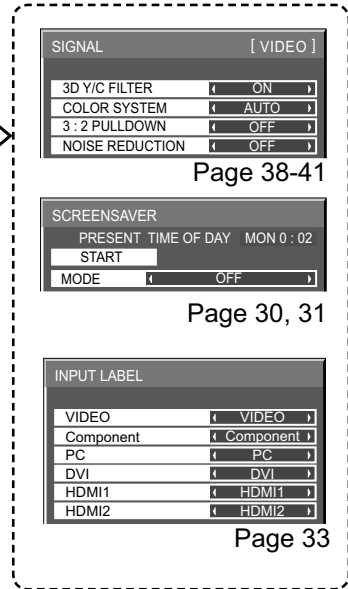 SIGNAL [ VIDEO ]
3D Y/C FILTER ON
COLOR SYSTEM AUTO
3 : 2 PULLDOWN OFF
NOISE REDUCTION OFF
Page 38-41
SCREENSAVER
PRESENT TIME OF DAY MON 0 : 02
START
MODE OFF
Page 30, 31
INPUT LABEL
VIDEO VIDEO
Component Component
PC PC
DVI DVI
HDMI1 HDMI1
HDMI2 HDMI2
Page 33